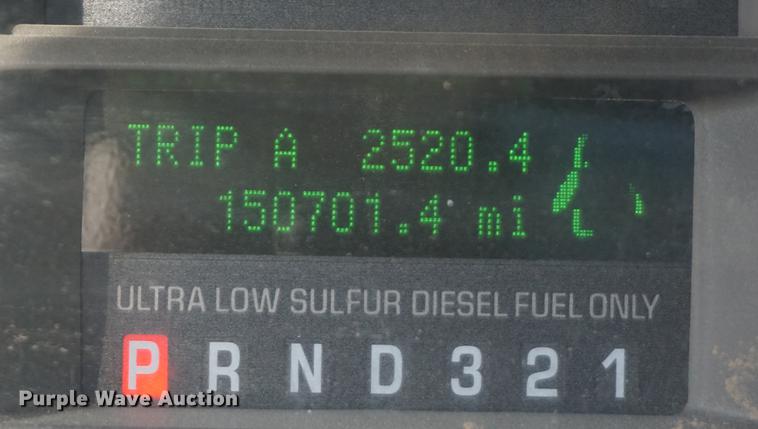 TRIP A 2520.4
150701.4 mi
ULTRA LOW SULFUR DIESEL FUEL ONLY
P R N D 3 2 1
Purple Wave Auction